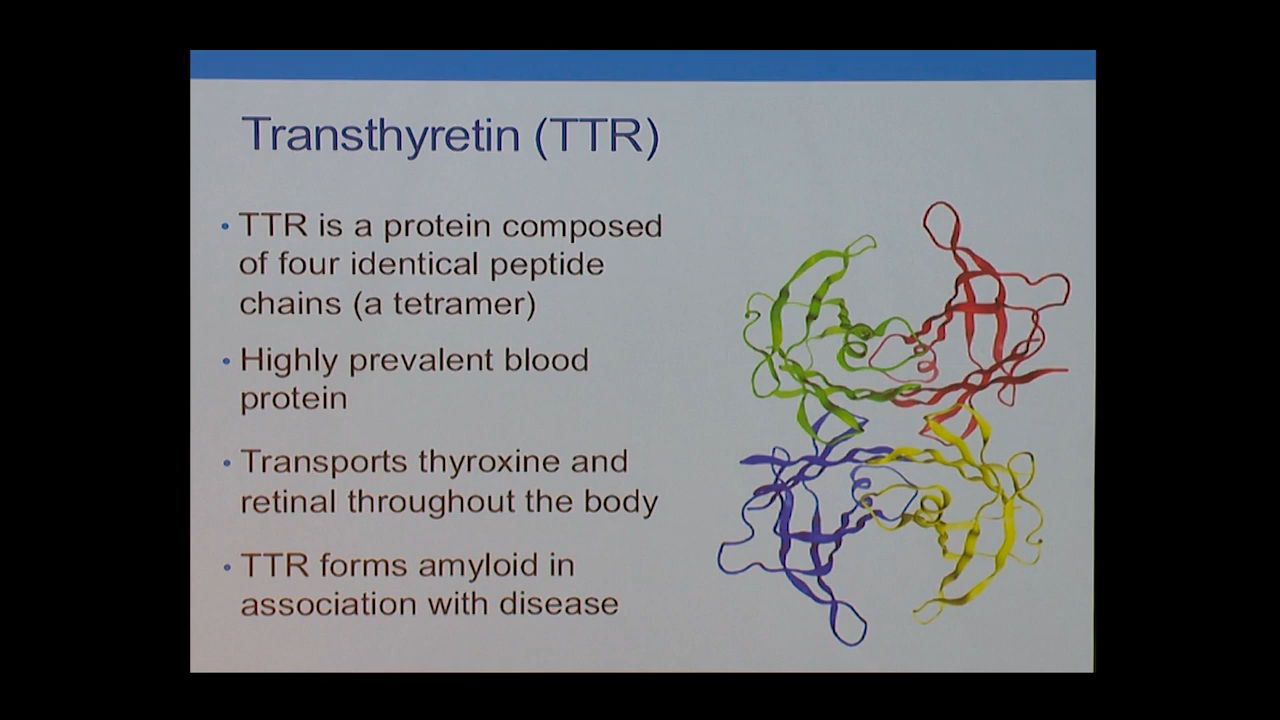 Transthyretin (TTR)
• TTR is a protein composed
of four identical peptide
chains (a tetramer)
• Highly prevalent blood
protein
• Transports thyroxine and
retinal throughout the body
• TTR forms amyloid in
association with disease